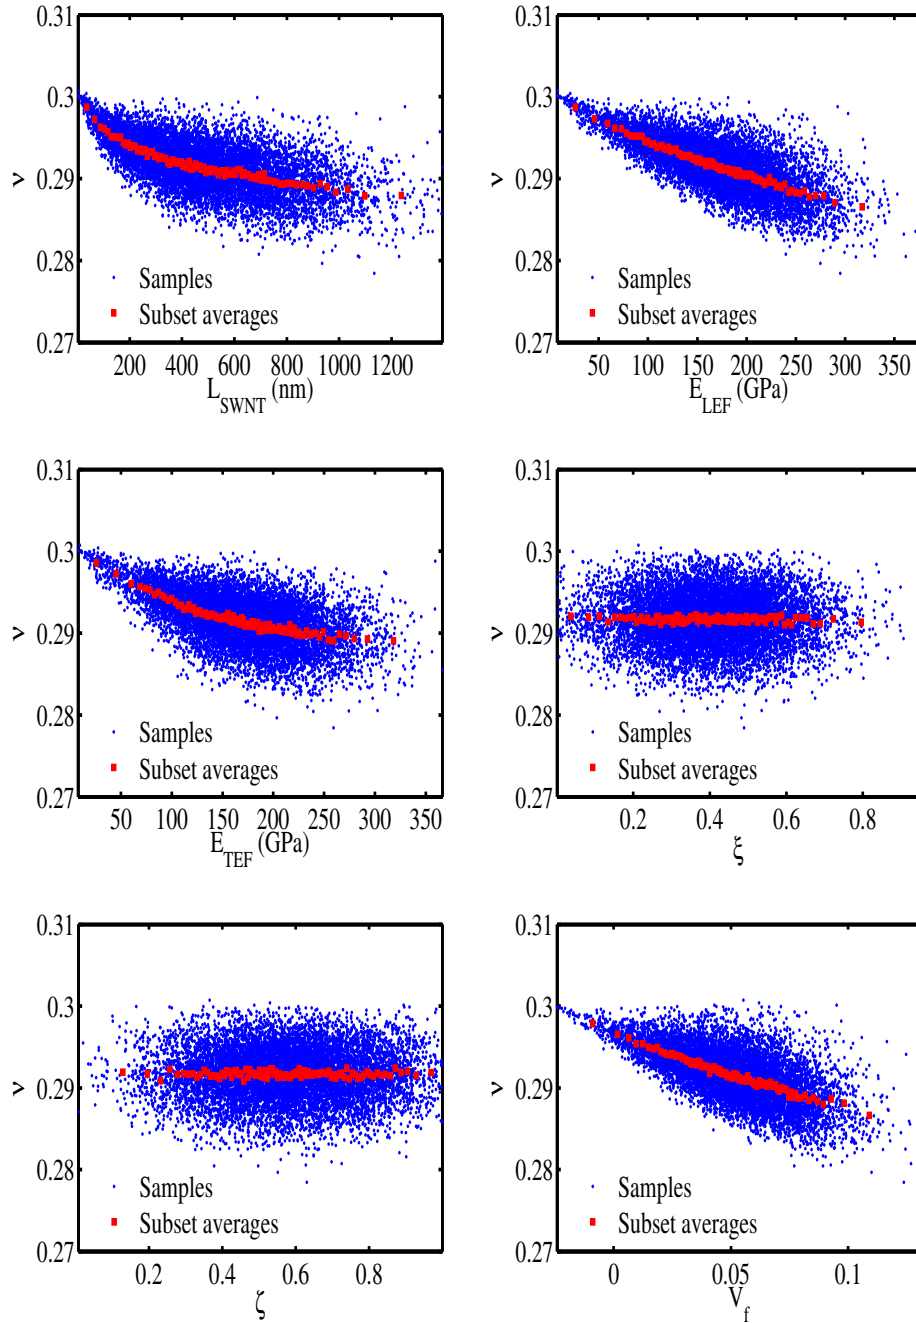 0.31
0.3
0.29
0.28
0.27
ν
Samples
Subset averages
200 400 600 800 1000 1200
L_SWNT (nm)
0.31
0.3
0.29
0.28
0.27
ν
Samples
Subset averages
50 100 150 200 250 300 350
E_LEF (GPa)
0.31
0.3
0.29
0.28
0.27
ν
Samples
Subset averages
50 100 150 200 250 300 350
E_TEF (GPa)
0.31
0.3
0.29
0.28
0.27
ν
Samples
Subset averages
0.2 0.4 0.6 0.8
ξ
0.31
0.3
0.29
0.28
0.27
ν
Samples
Subset averages
0.2 0.4 0.6 0.8
ζ
0.31
0.3
0.29
0.28
0.27
ν
Samples
Subset averages
0 0.05 0.1
V_f